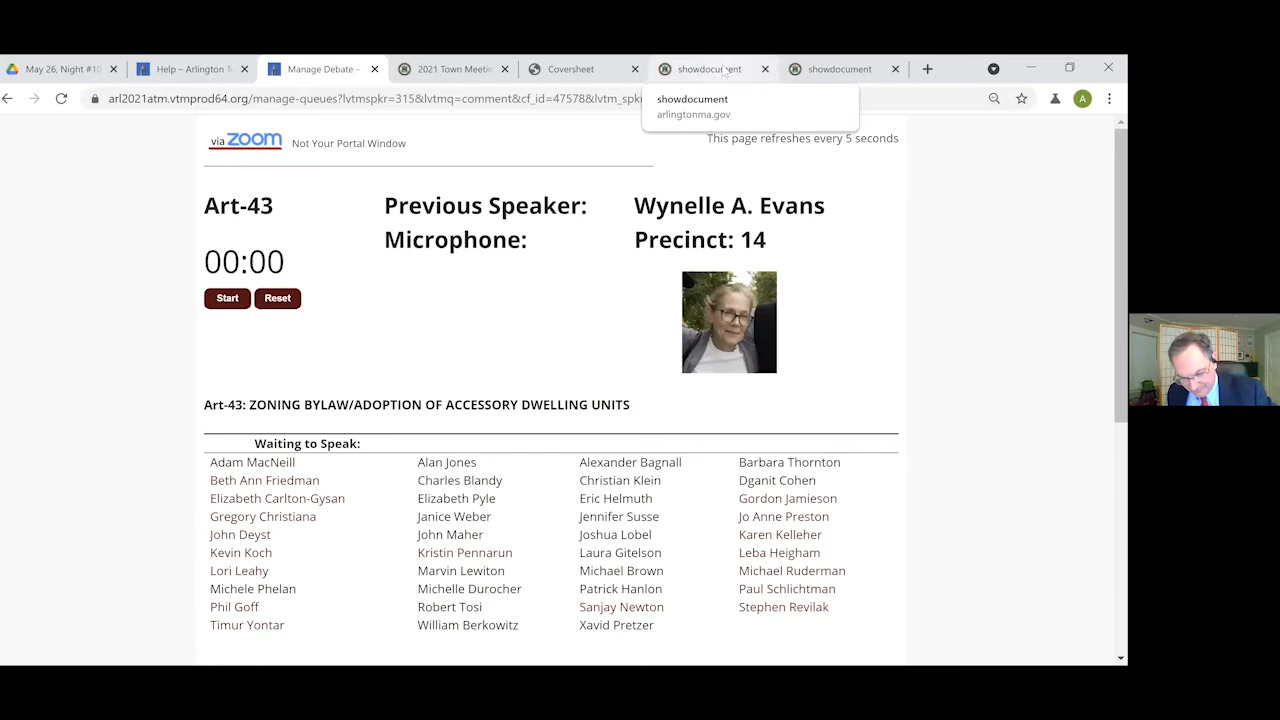 May 26, Night #10
Help – Arlington T
Manage Debate –
2021 Town Meetin
Coversheet
showdocument
showdocument
arl2021atm.vtmprod64.org/manage-queues?lvtmspkr=315&lvtmq=comment&cf_id=47578&lvtm_spk
showdocument
arlingtonma.gov
via zoom Not Your Portal Window
This page refreshes every 5 seconds
Art-43 Previous Speaker: Wynelle A. Evans
Microphone: Precinct: 14
00:00
Start Reset
Art-43: ZONING BYLAW/ADOPTION OF ACCESSORY DWELLING UNITS
Waiting to Speak:
Adam MacNeill Alan Jones Alexander Bagnall Barbara Thornton
Beth Ann Friedman Charles Blandy Christian Klein Dganit Cohen
Elizabeth Carlton-Gysan Elizabeth Pyle Eric Helmuth Gordon Jamieson
Gregory Christiana Janice Weber Jennifer Susse Jo Anne Preston
John Deyst John Maher Joshua Lobel Karen Kelleher
Kevin Koch Kristin Pennarun Laura Gitelson Leba Heigham
Lori Leahy Marvin Lewiton Michael Brown Michael Ruderman
Michele Phelan Michelle Durocher Patrick Hanlon Paul Schlichtman
Phil Goff Robert Tosi Sanjay Newton Stephen Revilak
Timur Yontar William Berkowitz Xavid Pretzer